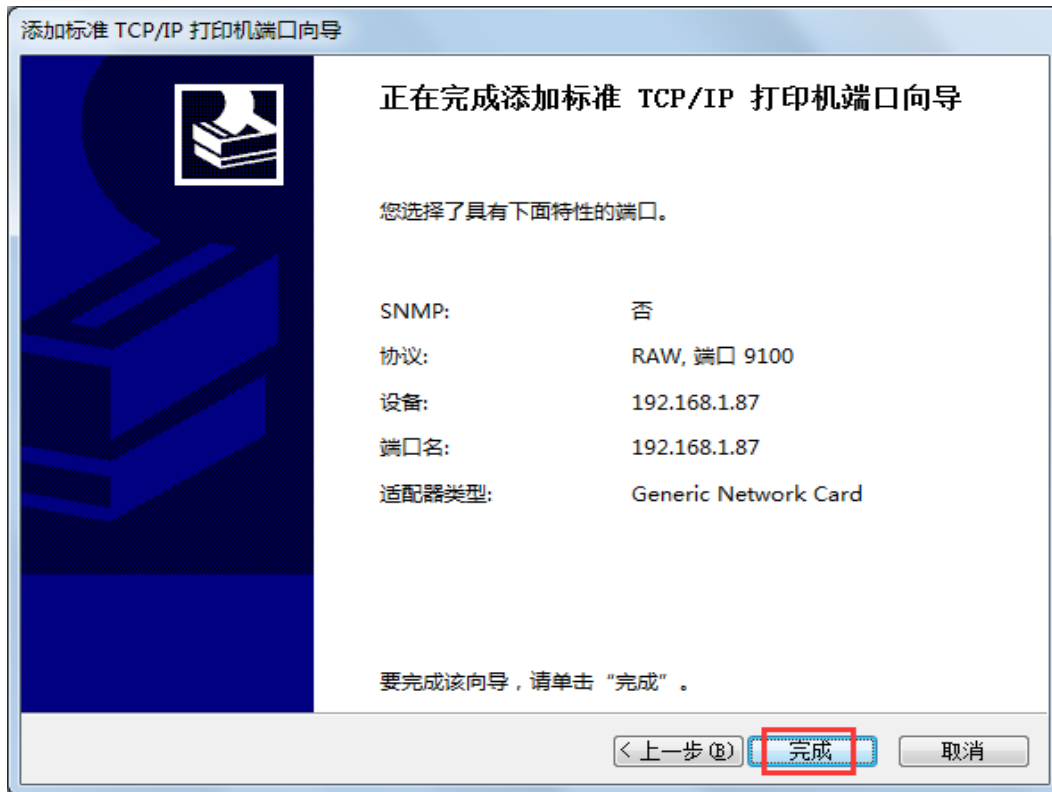 添加标准 TCP/IP 打印机端口向导
正在完成添加标准 TCP/IP 打印机端口向导
您选择了具有下面特性的端口。
SNMP: 否
协议: RAW, 端口 9100
设备: 192.168.1.87
端口名: 192.168.1.87
适配器类型: Generic Network Card
要完成该向导，请单击“完成”。
< 上一步(B) 完成 取消